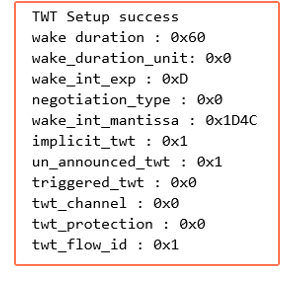 TWT Setup success
wake duration : 0x60
wake_duration_unit: 0x0
wake_int_exp : 0xD
negotiation_type : 0x0
wake_int_mantissa : 0x1D4C
implicit_twt : 0x1
un_announced_twt : 0x1
triggered_twt : 0x0
twt_channel : 0x0
twt_protection : 0x0
twt_flow_id : 0x1